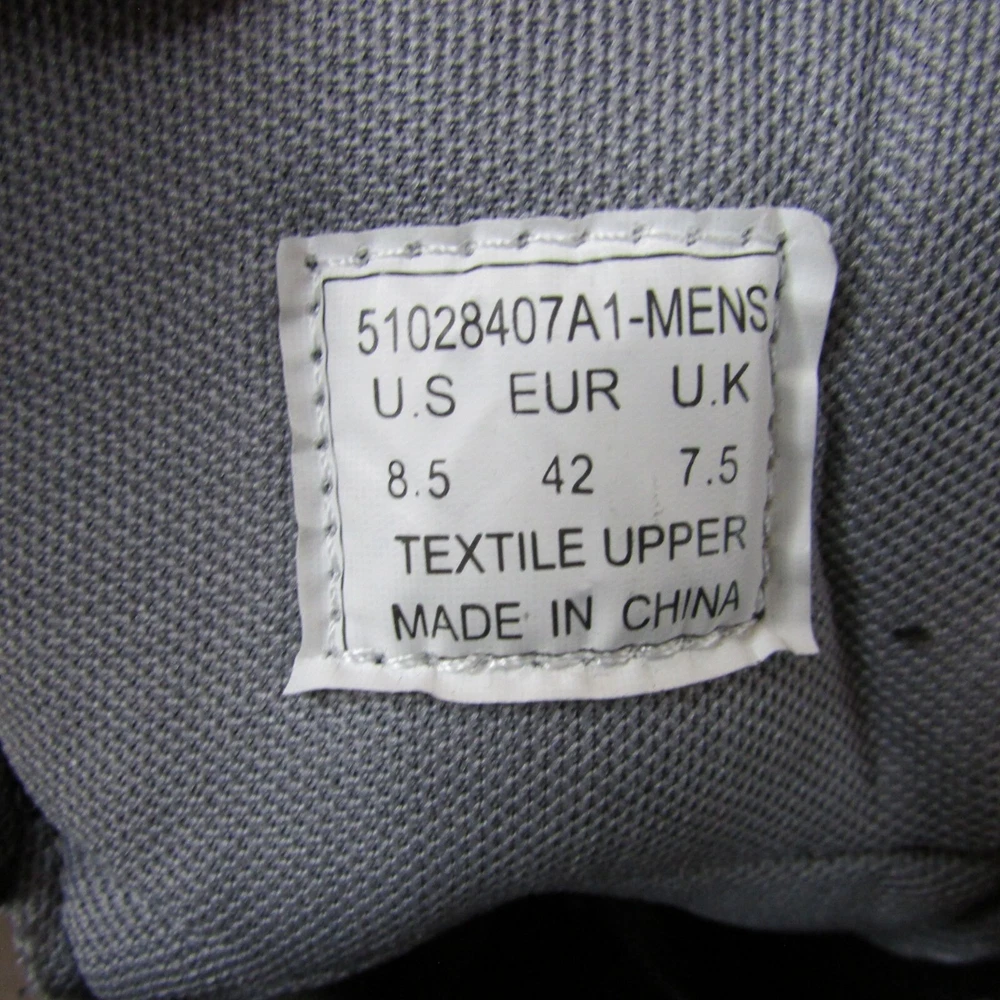 51028407A1-MENS
U.S EUR U.K
8.5 42 7.5
TEXTILE UPPER
MADE IN CHINA